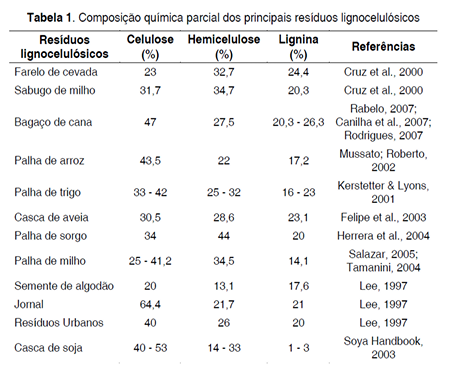 Tabela 1. Composição química parcial dos principais resíduos lignocelulósicos
Resíduos lignocelulósicos Celulose (%) Hemicelulose (%) Lignina (%) Referências
Farelo de cevada 23 32,7 24,4 Cruz et al., 2000
Sabugo de milho 31,7 34,7 20,3 Cruz et al., 2000
Bagaço de cana 47 27,5 20,3 - 26,3 Rabelo, 2007; Canilha et al., 2007; Rodrigues, 2007
Palha de arroz 43,5 22 17,2 Mussato; Roberto, 2002
Palha de trigo 33 - 42 25 - 32 16 - 23 Kerstetter & Lyons, 2001
Casca de aveia 30,5 28,6 23,1 Felipe et al., 2003
Palha de sorgo 34 44 20 Herrera et al., 2004
Palha de milho 25 - 41,2 34,5 14,1 Salazar, 2005; Tamanini, 2004
Semente de algodão 20 13,1 17,6 Lee, 1997
Jornal 64,4 21,7 21 Lee, 1997
Resíduos Urbanos 40 26 20 Lee, 1997
Casca de soja 40 - 53 14 - 33 1 - 3 Soya Handbook, 2003